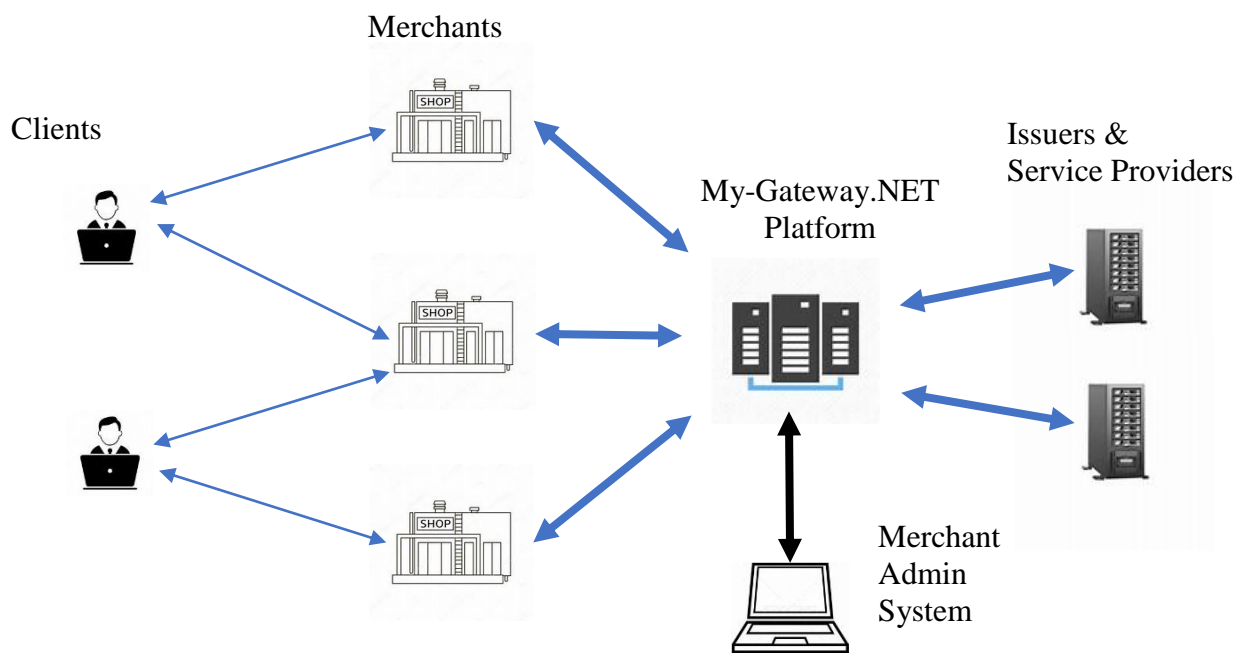 Merchants
SHOP
Clients
Issuers &
Service Providers
My-Gateway.NET
Platform
SHOP
SHOP
Merchant
Admin
System